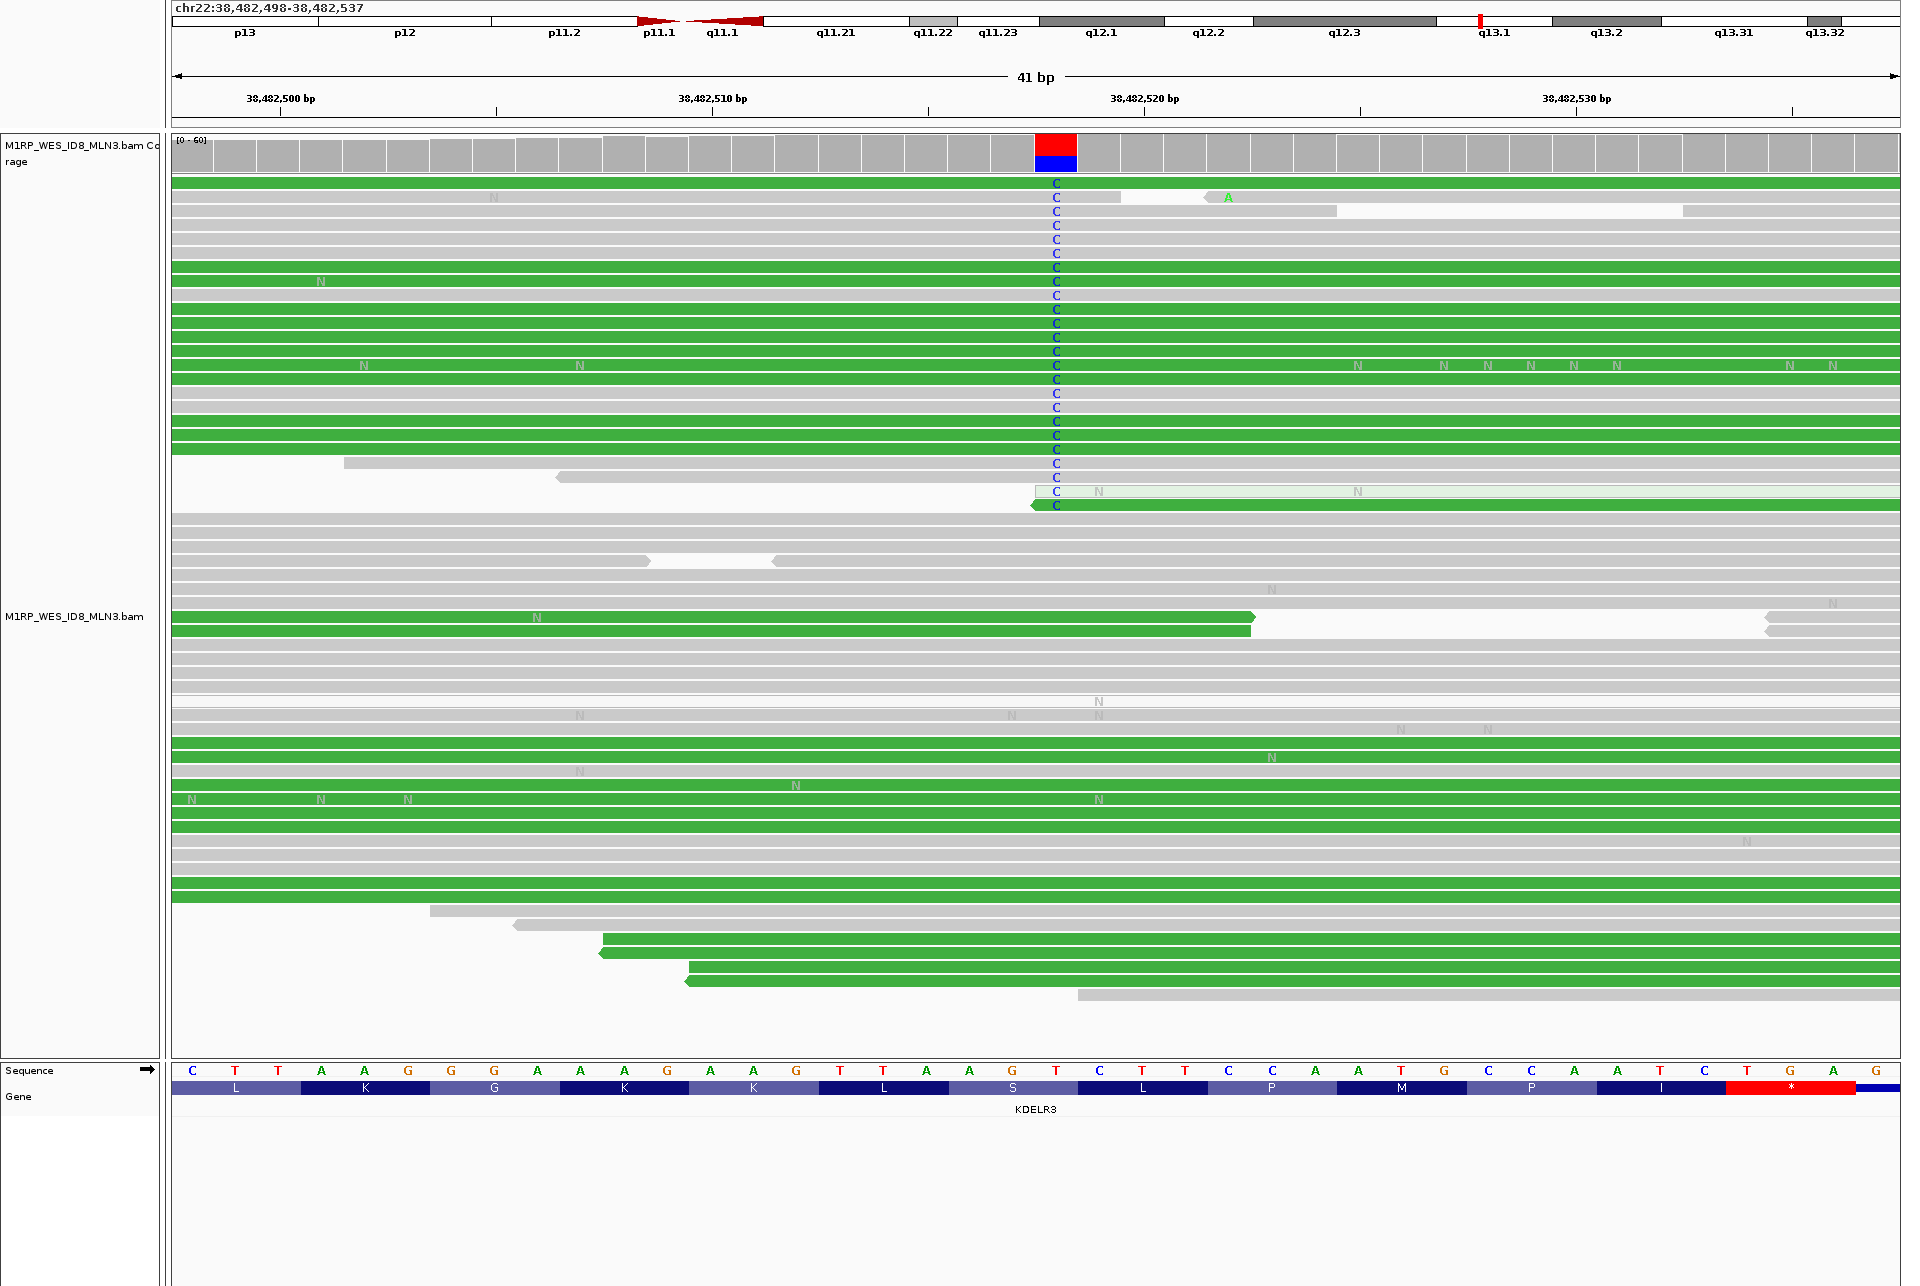 chr22:38,482,498-38,482,537
p13 p12 p11.2 p11.1 q11.1 q11.21 q11.22 q11.23 q12.1 q12.2 q12.3 q13.1 q13.2 q13.31 q13.32
41 bp
38,482,500 bp 38,482,510 bp 38,482,520 bp 38,482,530 bp
M1RP_WES_ID8_MLN3.bam Co
rage
[0 - 60]
C
N C A
C
C
C
C
C
N C
C
C
C
C
C
N N C N N N N N N N N
C
C
C
C
C
C
C
C
C N N
C
N
N
M1RP_WES_ID8_MLN3.bam
N
N
N N N
N N
N
N
N
N N N N
N
Sequence
C T T A A G G G A A A G A A G T T A A G T C T T C C A A T G C C A A T C T G A G
Gene
L K G K K L S L P M P I *
KDELR3